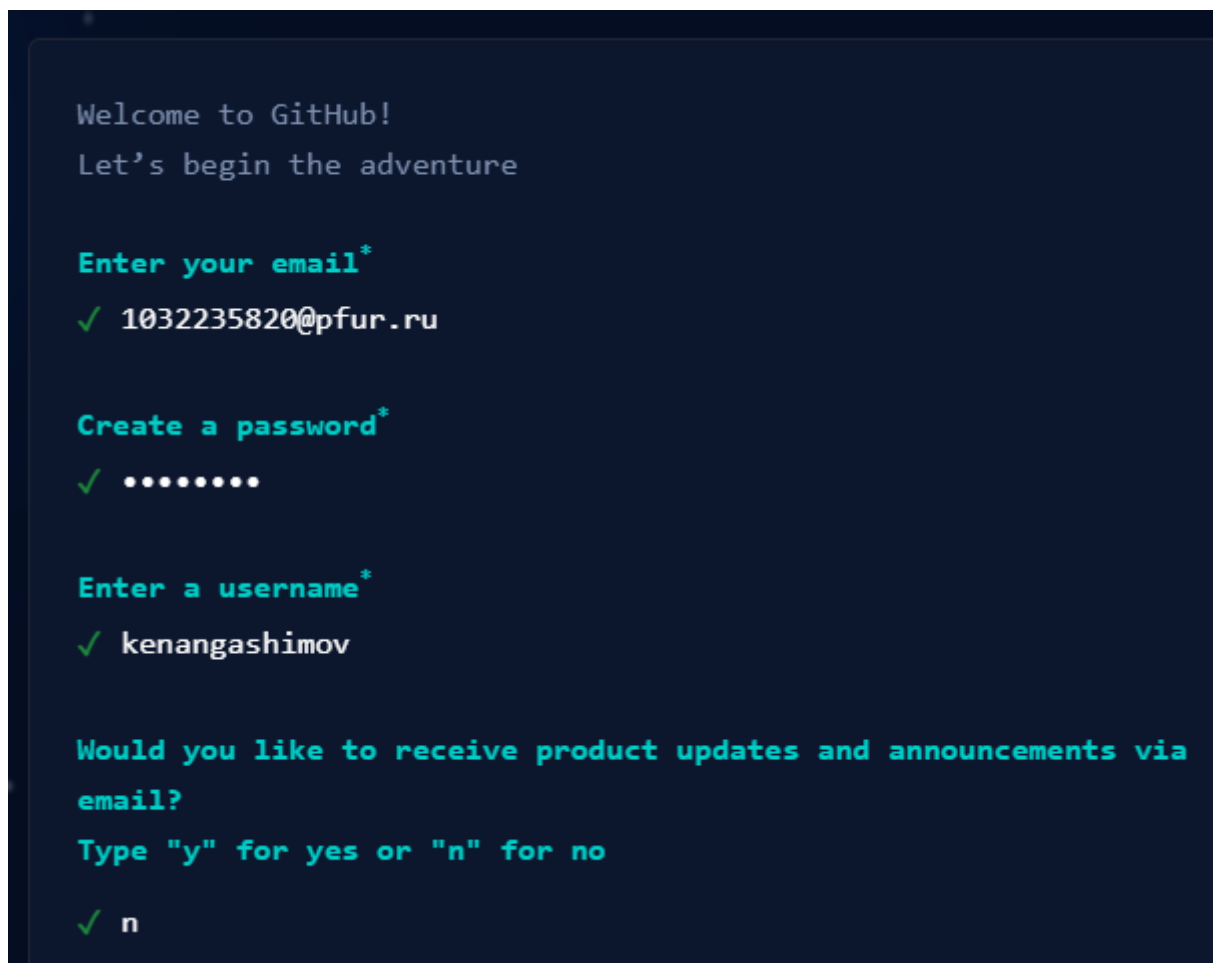 Welcome to GitHub!
Let’s begin the adventure
Enter your email*
✓ 1032235820@pfur.ru
Create a password*
✓ ••••••••
Enter a username*
✓ kenangashimov
Would you like to receive product updates and announcements via
email?
Type "y" for yes or "n" for no
✓ n